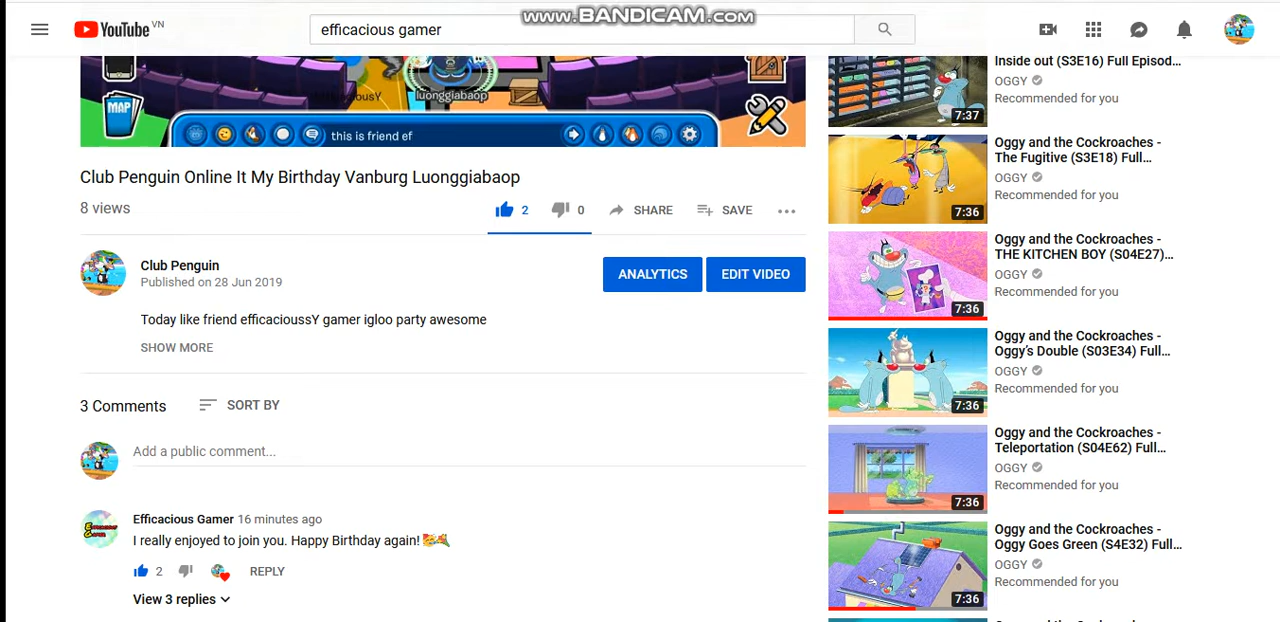 www.BANDICAM.com
YouTube VN
efficacious gamer
MAP
luonggiabaop
this is friend ef
Club Penguin Online It My Birthday Vanburg Luonggiabaop
8 views
2
0
SHARE
SAVE
Club Penguin
Published on 28 Jun 2019
ANALYTICS
EDIT VIDEO
Today like friend efficacioussY gamer igloo party awesome
SHOW MORE
3 Comments
SORT BY
Add a public comment...
Efficacious Gamer 16 minutes ago
I really enjoyed to join you. Happy Birthday again!
2
REPLY
View 3 replies
Inside out (S3E16) Full Episod...
OGGY
Recommended for you
7:37
Oggy and the Cockroaches -
The Fugitive (S3E18) Full...
OGGY
Recommended for you
7:36
Oggy and the Cockroaches -
THE KITCHEN BOY (S04E27)...
OGGY
Recommended for you
7:36
Oggy and the Cockroaches -
Oggy's Double (S03E34) Full...
OGGY
Recommended for you
7:36
Oggy and the Cockroaches -
Teleportation (S04E62) Full...
OGGY
Recommended for you
7:36
Oggy and the Cockroaches -
Oggy Goes Green (S4E32) Full...
OGGY
Recommended for you
7:36